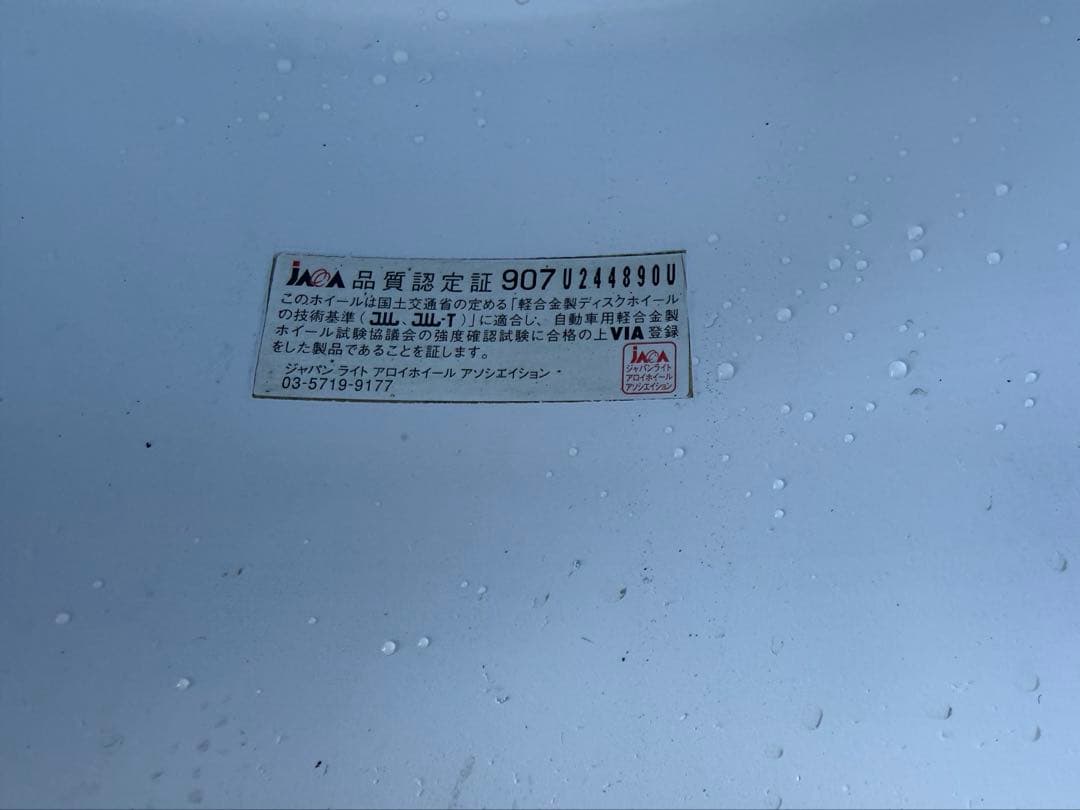 JAWA 品質認定証 907 U244890U
このホイールは国土交通省の定める「軽合金製ディスクホイール
の技術基準(JWL、JWL-T)」に適合し、自動車用軽合金製
ホイール試験協議会の強度確認試験に合格の上VIA登録
をした製品であることを証します。
ジャパン ライト アロイホイール アソシエイション
03-5719-9177
JAWA
ジャパンライト
アロイホイール
アソシエイション